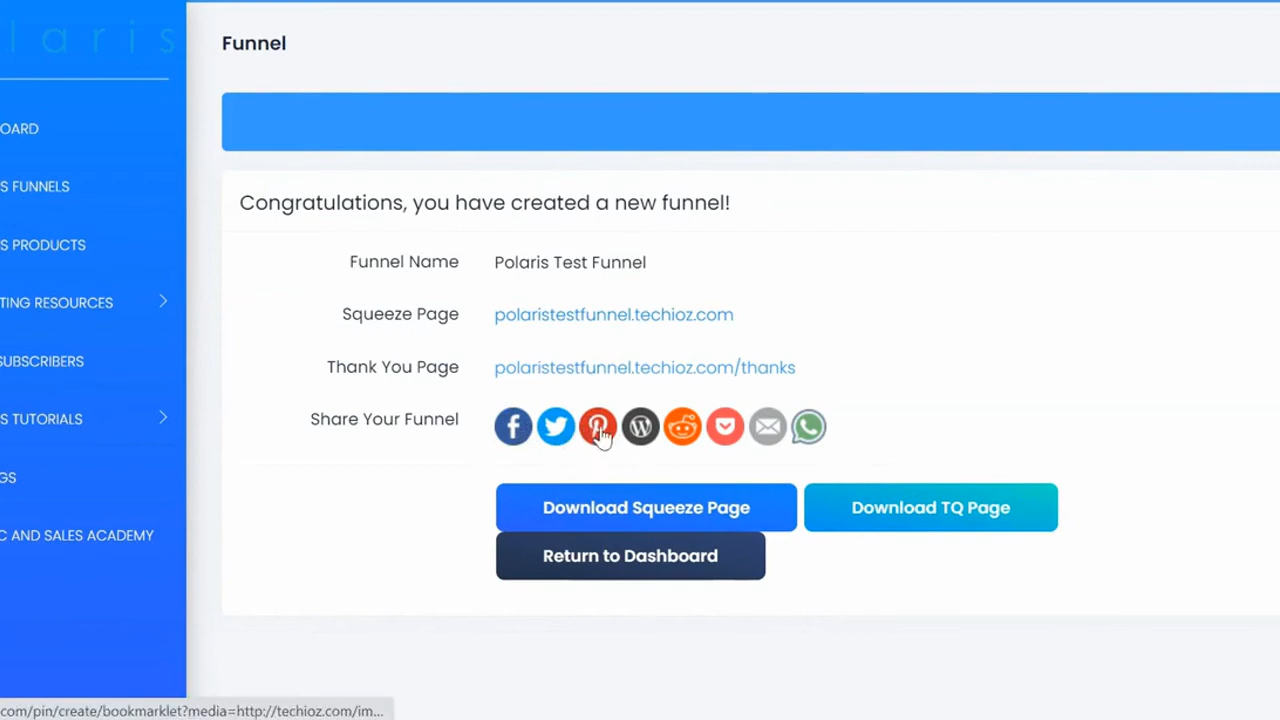 laris
Funnel
OARD
S FUNNELS
S PRODUCTS
TING RESOURCES
SUBSCRIBERS
S TUTORIALS
GS
C AND SALES ACADEMY
Congratulations, you have created a new funnel!
Funnel Name Polaris Test Funnel
Squeeze Page polaristestfunnel.techioz.com
Thank You Page polaristestfunnel.techioz.com/thanks
Share Your Funnel
Download Squeeze Page Download TQ Page
Return to Dashboard
.com/pin/create/bookmarklet?media=http://techioz.com/im...